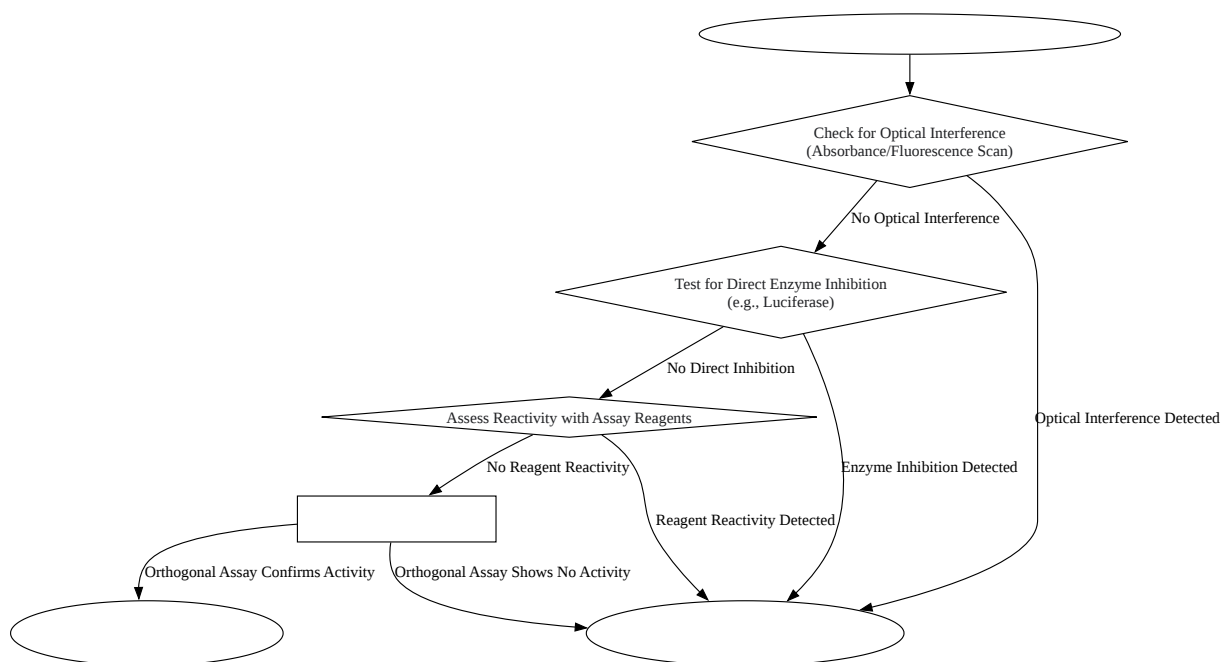 Check for Optical Interference
(Absorbance/Fluorescence Scan)
No Optical Interference
Test for Direct Enzyme Inhibition
(e.g., Luciferase)
No Direct Inhibition
Assess Reactivity with Assay Reagents
Optical Interference Detected
No Reagent Reactivity
Enzyme Inhibition Detected
Reagent Reactivity Detected
Orthogonal Assay Confirms Activity
Orthogonal Assay Shows No Activity